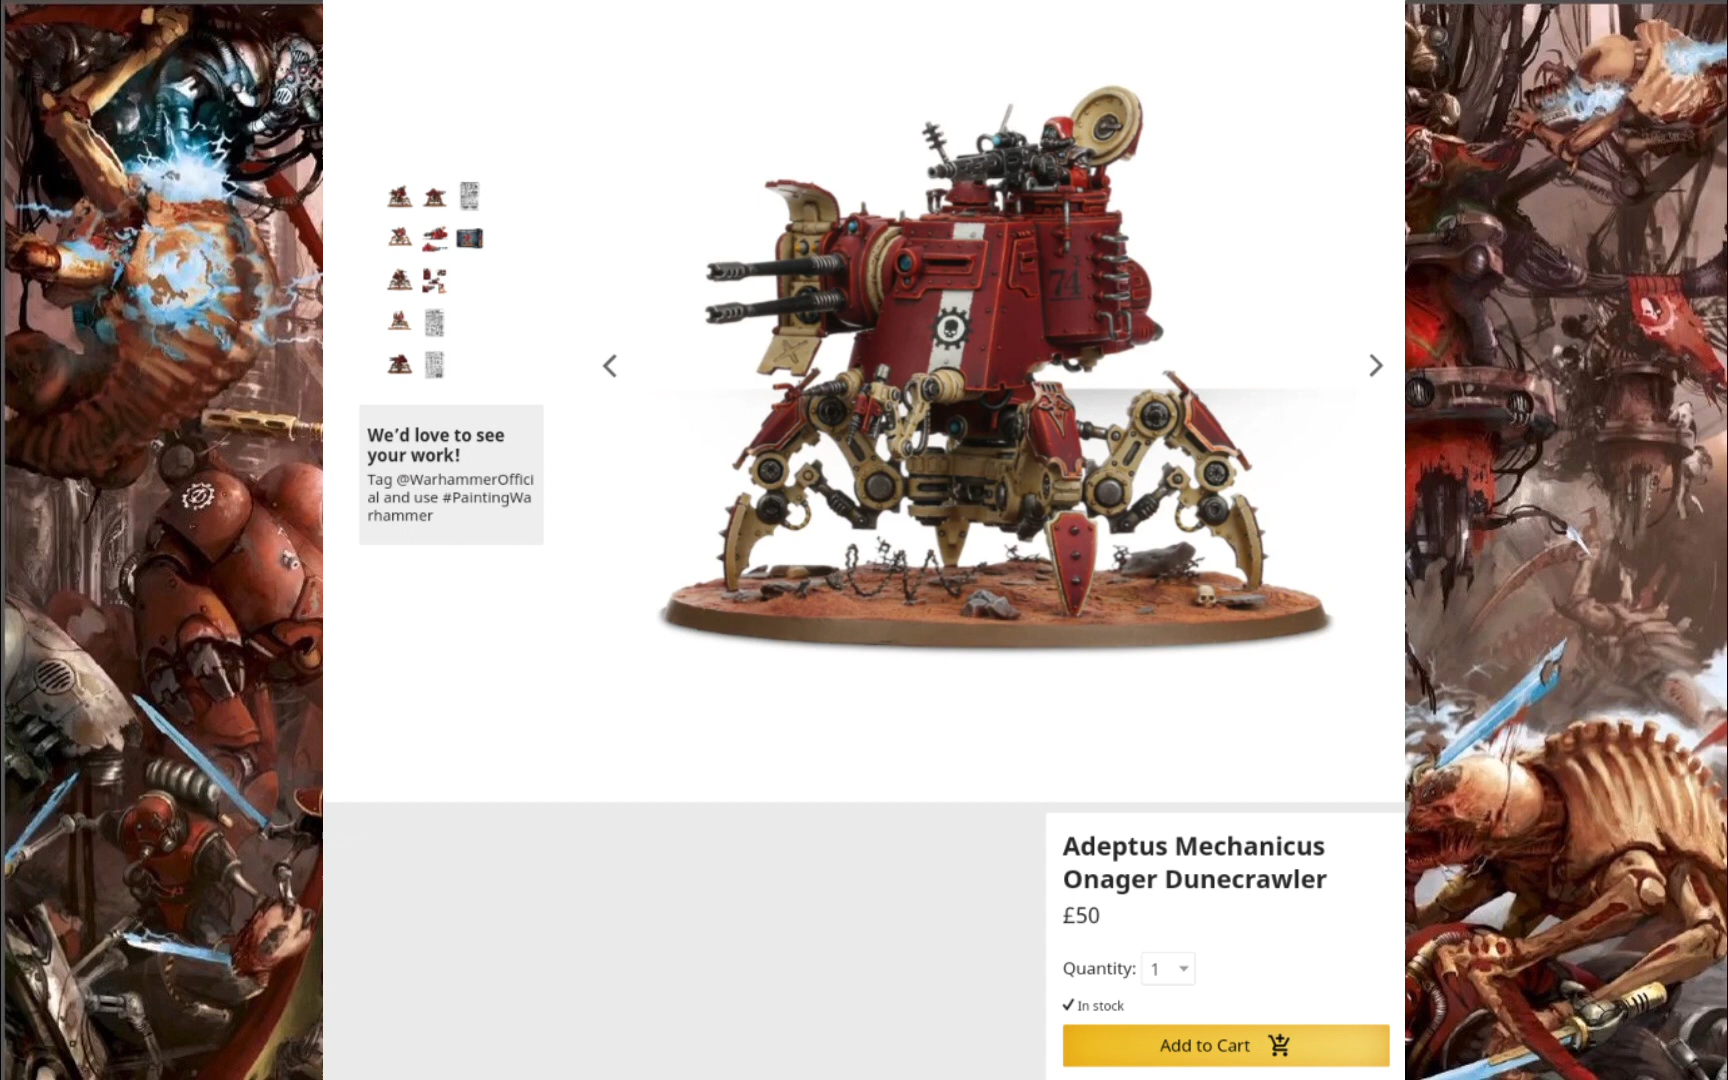 74
We’d love to see
your work!
Tag @WarhammerOffici
al and use #PaintingWa
rhammer
Adeptus Mechanicus
Onager Dunecrawler
£50
Quantity: 1
In stock
Add to Cart